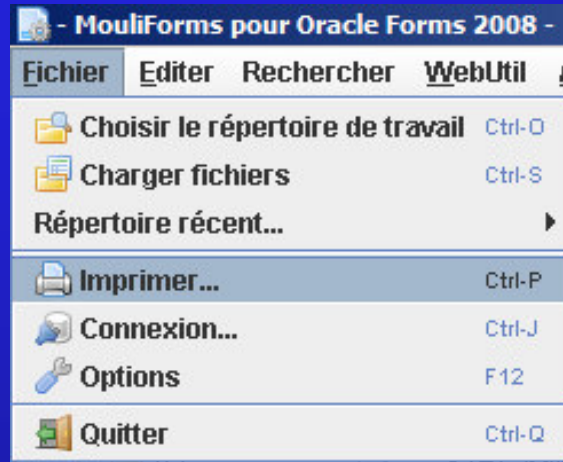 - MouliForms pour Oracle Forms 2008 -
Fichier Editer Rechercher WebUtil
Choisir le répertoire de travail Ctrl-O
Charger fichiers Ctrl-S
Répertoire récent...
Imprimer... Ctrl-P
Connexion... Ctrl-J
Options F12
Quitter Ctrl-Q